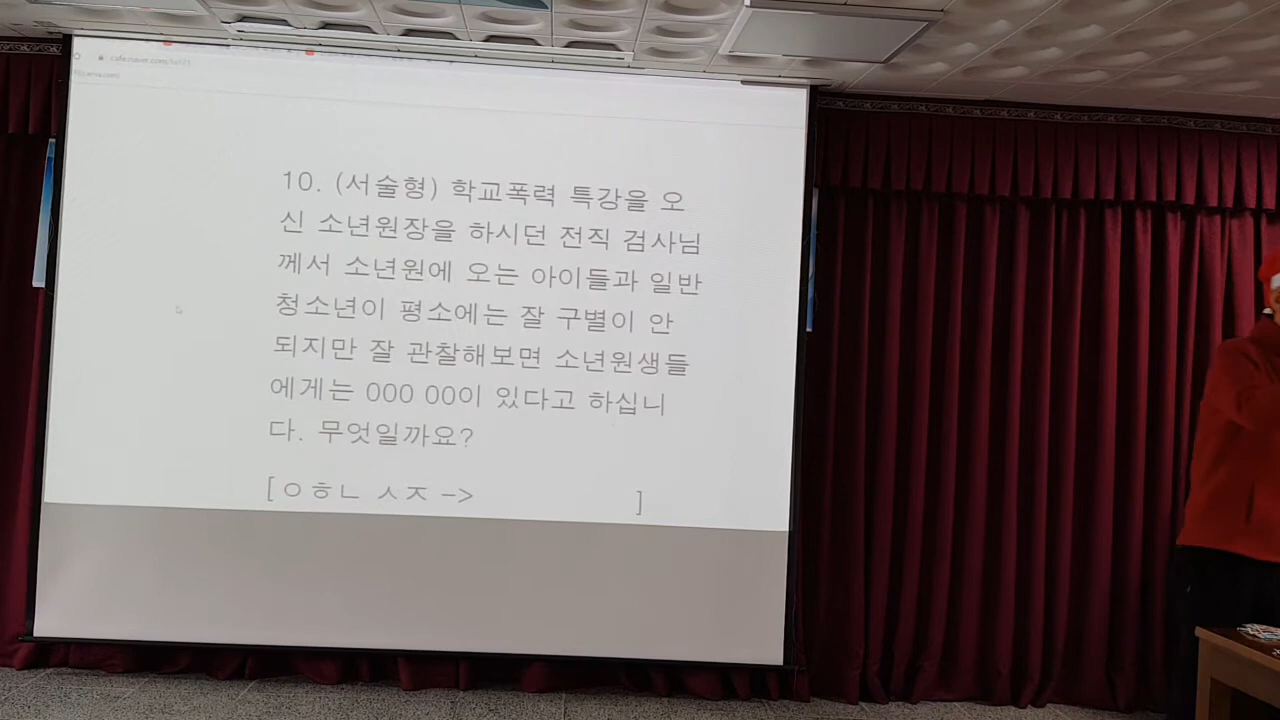 10. (서술형) 학교폭력 특강을 오
신 소년원장을 하시던 전직 검사님
께서 소년원에 오는 아이들과 일반
청소년이 평소에는 잘 구별이 안
되지만 잘 관찰해보면 소년원생들
에게는 000 00이 있다고 하십니
다. 무엇일까요?
[ ㅇㅎㄴ ㅅㅈ -> ]